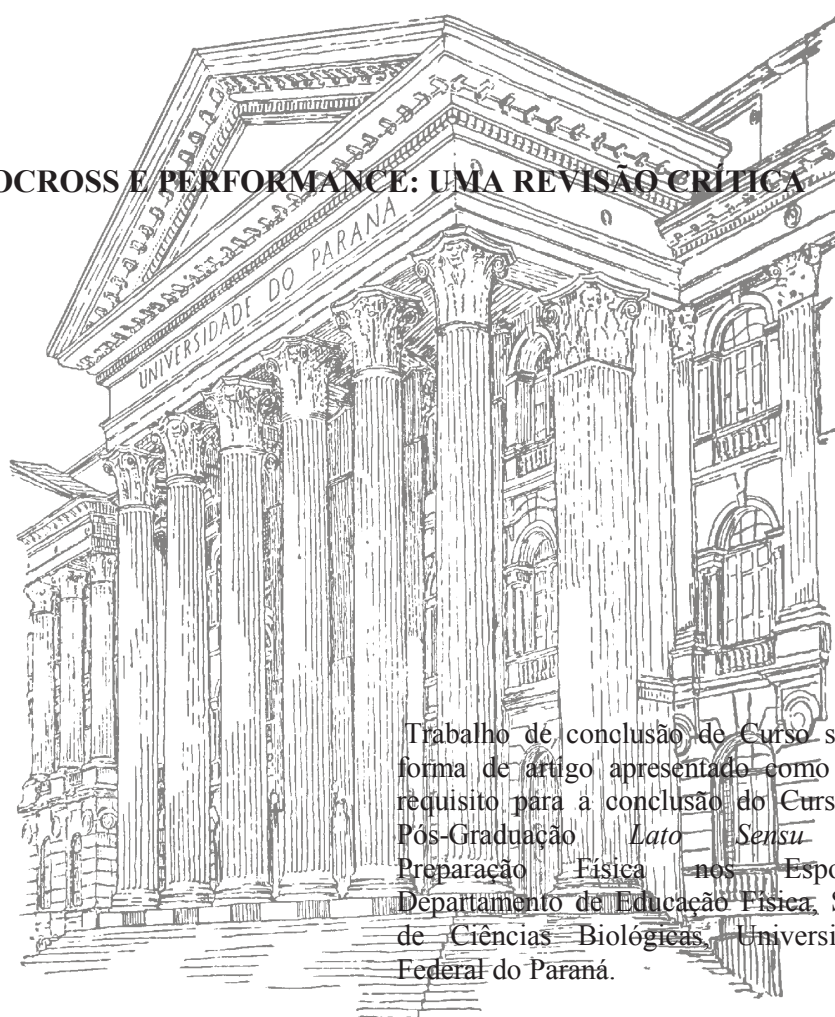 OCROSS E PERFORMANCE: UMA REVISÃO CRÍTICA
UNIVERSIDADE DO PARANÁ
Trabalho de conclusão de Curso s
forma de artigo apresentado como
requisito para a conclusão do Curs
Pós-Graduação Lato Sensu
Preparação Física nos Espo
Departamento de Educação Física, S
de Ciências Biológicas, Universi
Federal do Paraná.